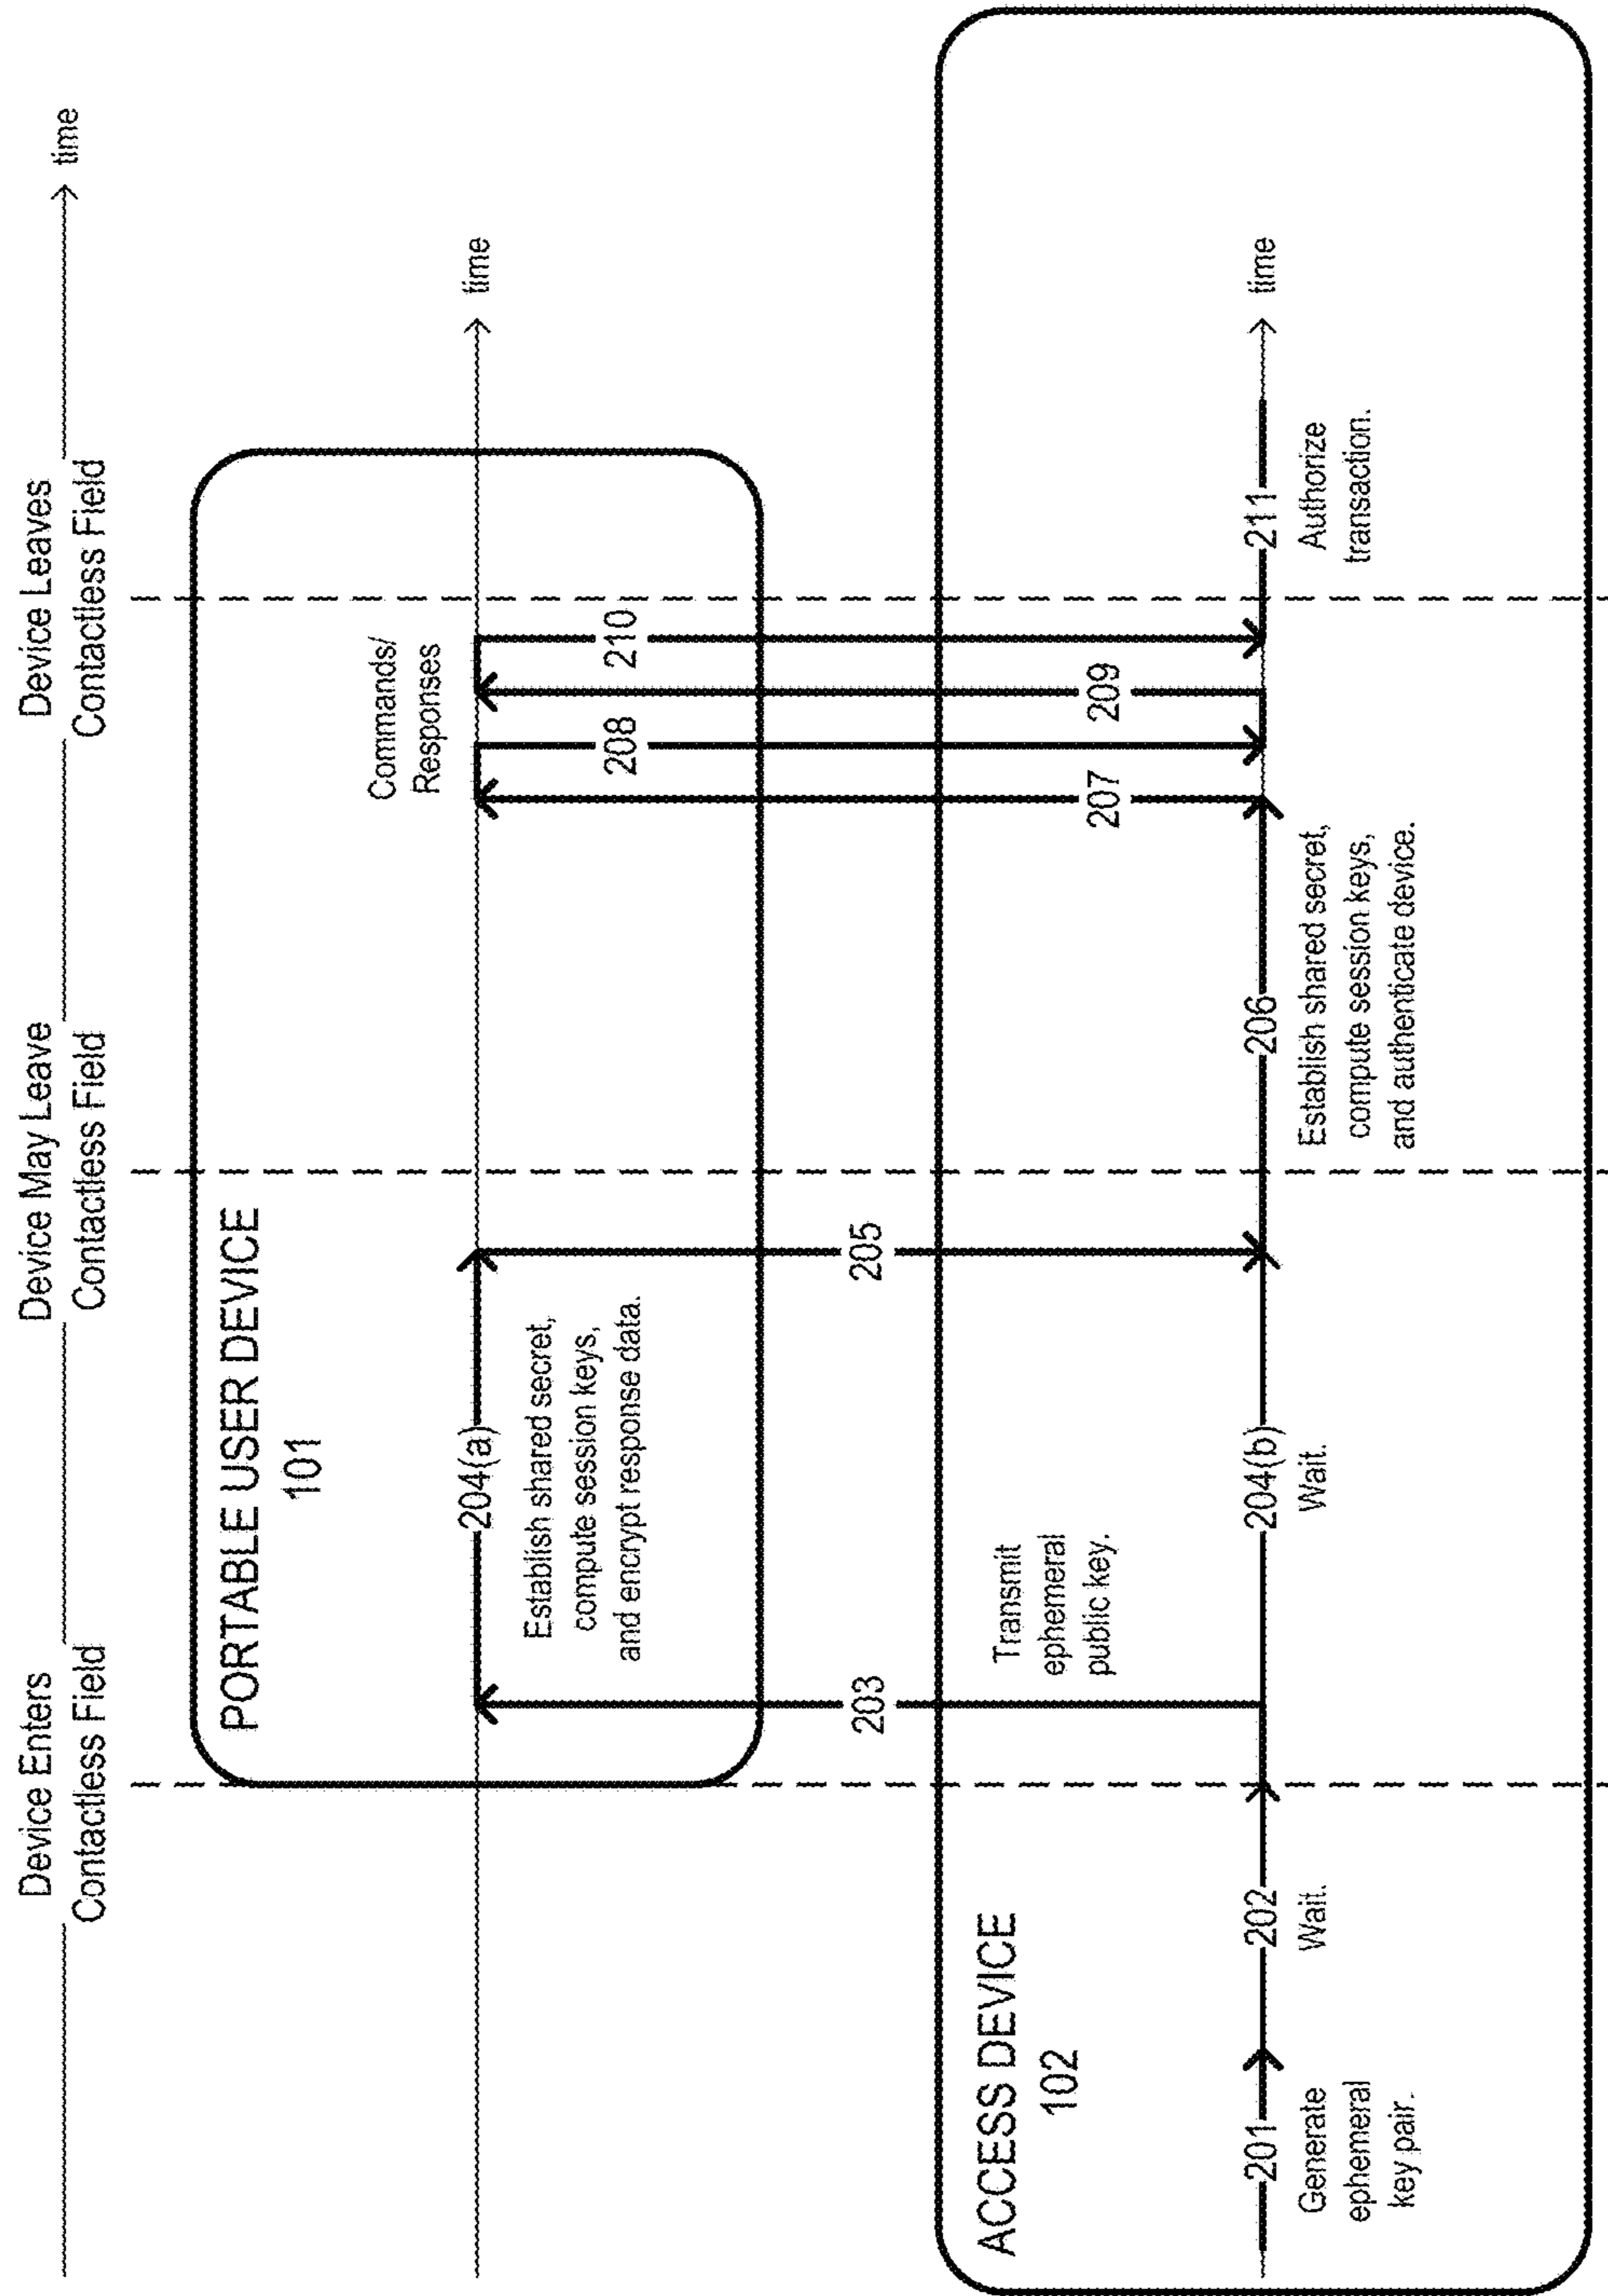 Device Enters
Contactless Field
Device May Leave
Contactless Field
Device Leaves
Contactless Field
time
PORTABLE USER DEVICE
101
Commands/
Responses
204(a)
time
Establish shared secret,
compute session keys,
and encrypt response data.
208
210
203
205
ACCESS DEVICE
102
Transmit
ephemeral
public key.
207
209
201
202
204(b)
206
211
time
Generate
ephemeral
key pair.
Wait.
Wait.
Establish shared secret,
compute session keys,
and authenticate device.
Authorize
transaction.